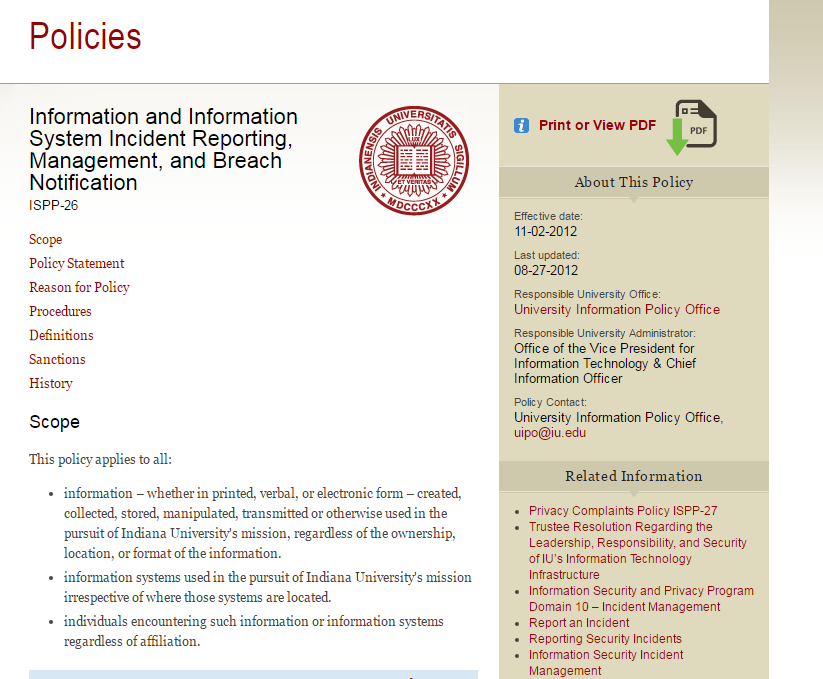 Policies
Information and Information
System Incident Reporting,
Management, and Breach
Notification
ISPP-26
INDIANENSIS UNIVERSITATIS SIGILLUM
LUX
ET VERITAS
MDCCCXX
Scope
Policy Statement
Reason for Policy
Procedures
Definitions
Sanctions
History
Scope
This policy applies to all:
• information – whether in printed, verbal, or electronic form – created,
collected, stored, manipulated, transmitted or otherwise used in the
pursuit of Indiana University's mission, regardless of the ownership,
location, or format of the information.
• information systems used in the pursuit of Indiana University's mission
irrespective of where those systems are located.
• individuals encountering such information or information systems
regardless of affiliation.
i Print or View PDF
PDF
About This Policy
Effective date:
11-02-2012
Last updated:
08-27-2012
Responsible University Office:
University Information Policy Office
Responsible University Administrator:
Office of the Vice President for
Information Technology & Chief
Information Officer
Policy Contact:
University Information Policy Office,
uipo@iu.edu
Related Information
• Privacy Complaints Policy ISPP-27
• Trustee Resolution Regarding the
Leadership, Responsibility, and Security
of IU's Information Technology
Infrastructure
• Information Security and Privacy Program
Domain 10 – Incident Management
• Report an Incident
• Reporting Security Incidents
• Information Security Incident
Management